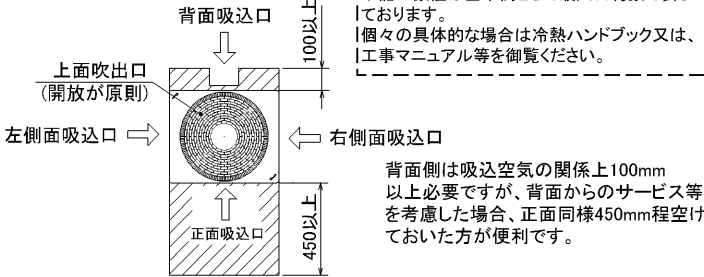 背面吸込口
100以上
ております。
個々の具体的な場合は冷熱ハンドブック又は、
工事マニュアル等を御覧ください。
上面吹出口
(開放が原則)
左側面吸込口
右側面吸込口
正面吸込口
450以上
背面側は吸込空気の関係上100mm
以上必要ですが、背面からのサービス等
を考慮した場合、正面同様450mm程空け
ておいた方が便利です。